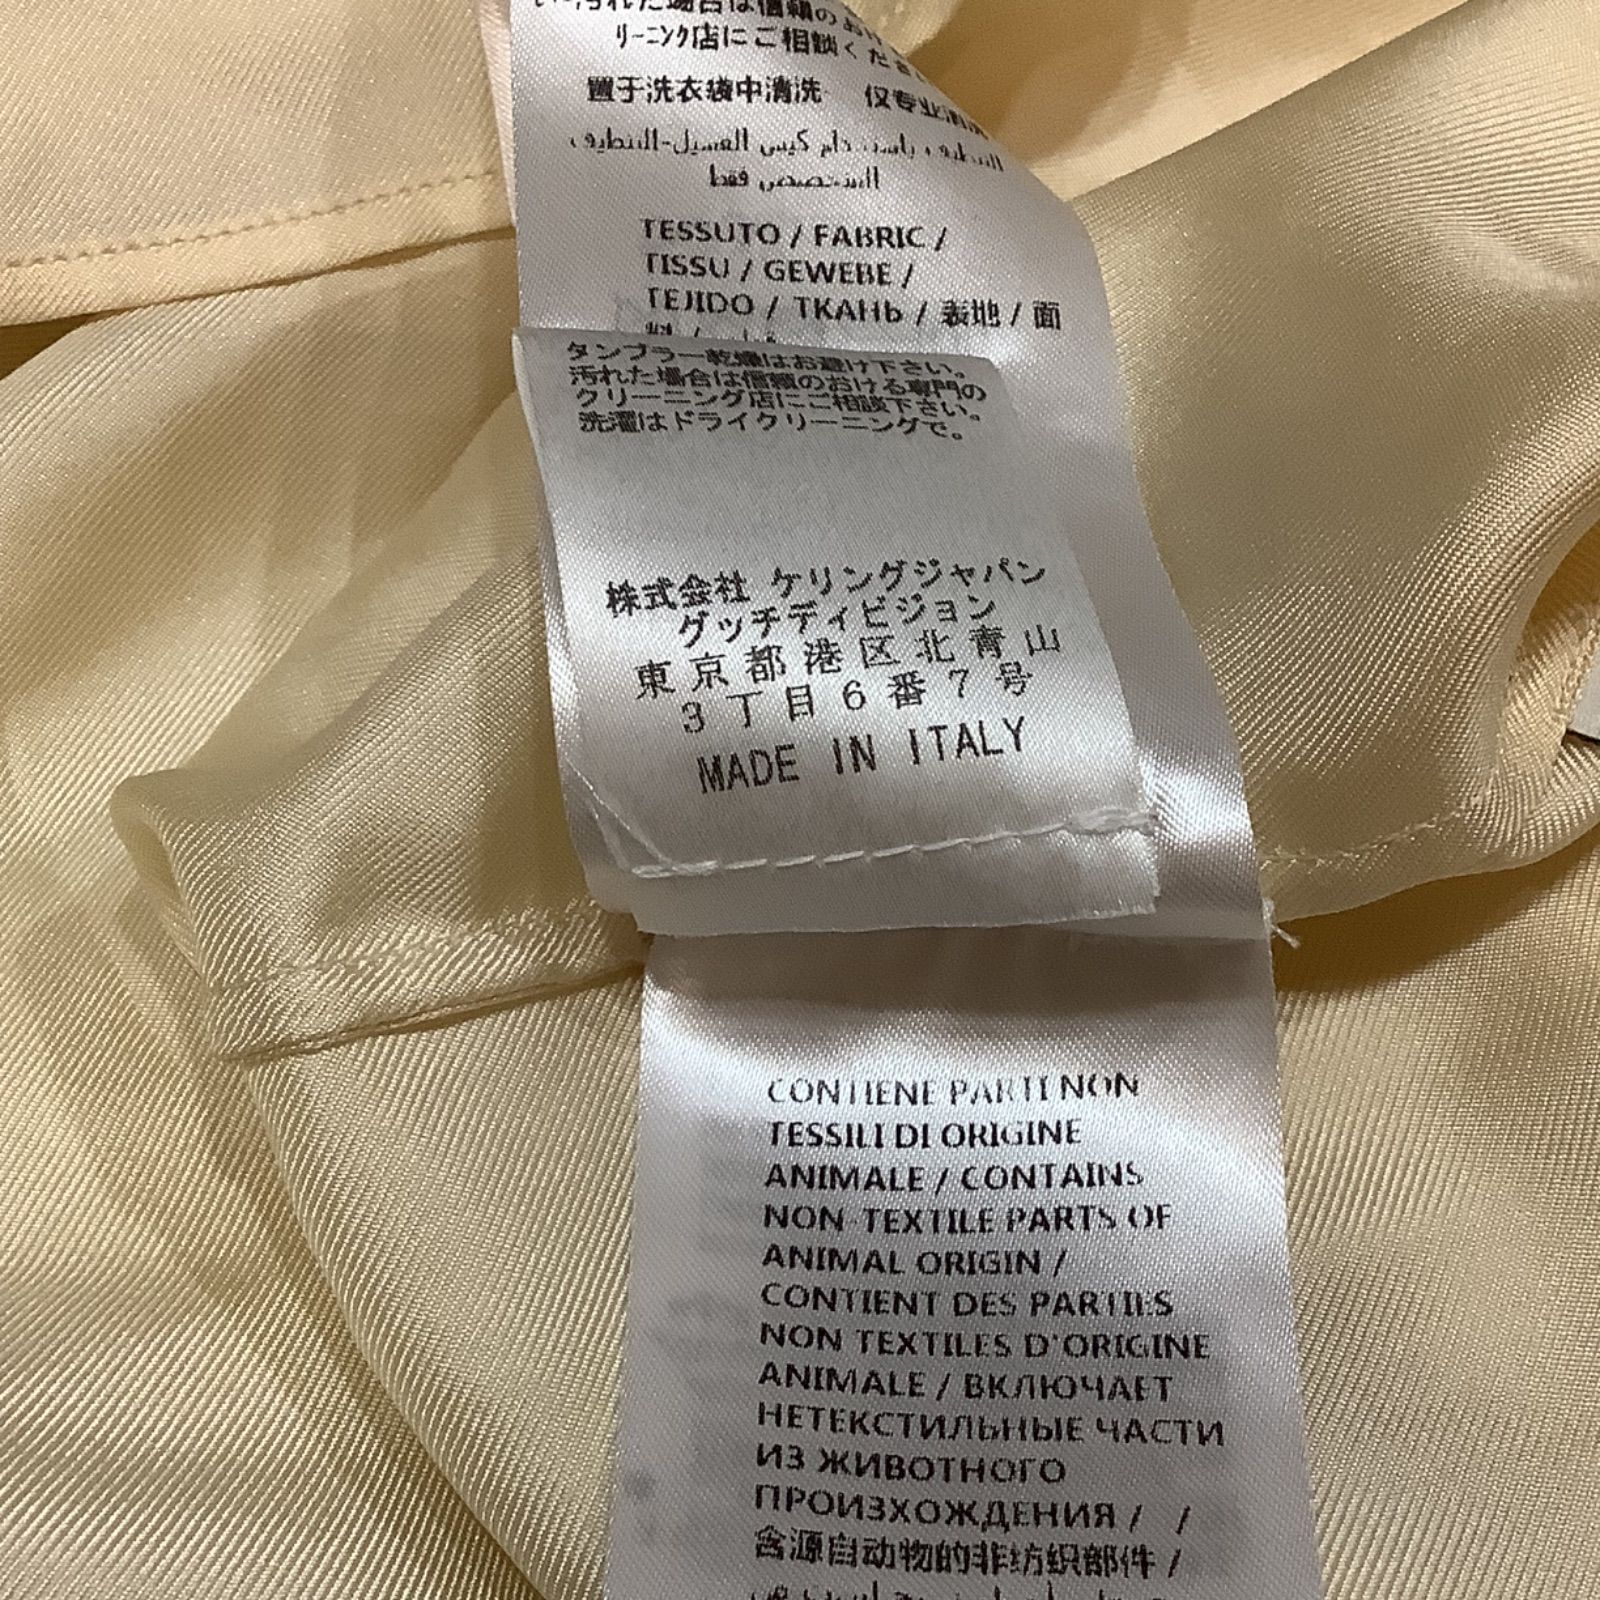 リーニング店にご相談くださ
置于洗衣袋中清洗 仅专业清洗
كيس الغسيل-التنظيف
فقط
TESSUTO / FABRIC /
TISSU / GEWEBE /
TEJIDO / ТКАНЬ / 表地 / 面
料 /
タンブラー乾燥はお避け下さい。
汚れた場合は信頼のおける専門の
クリーニング店にご相談下さい。
洗濯はドライクリーニングで。
株式会社 ケリングジャパン
グッチディビジョン
東京都港区北青山
3丁目6番7号
MADE IN ITALY
CONTIENE PARTI NON
TESSILI DI ORIGINE
ANIMALE / CONTAINS
NON-TEXTILE PARTS OF
ANIMAL ORIGIN /
CONTIENT DES PARTIES
NON TEXTILES D'ORIGINE
ANIMALE / ВКЛЮЧАЕТ
НЕТЕКСТИЛЬНЫЕ ЧАСТИ
ИЗ ЖИВОТНОГО
ПРОИЗХОЖДЕНИЯ / /
含源自动物的非纺织部件 /